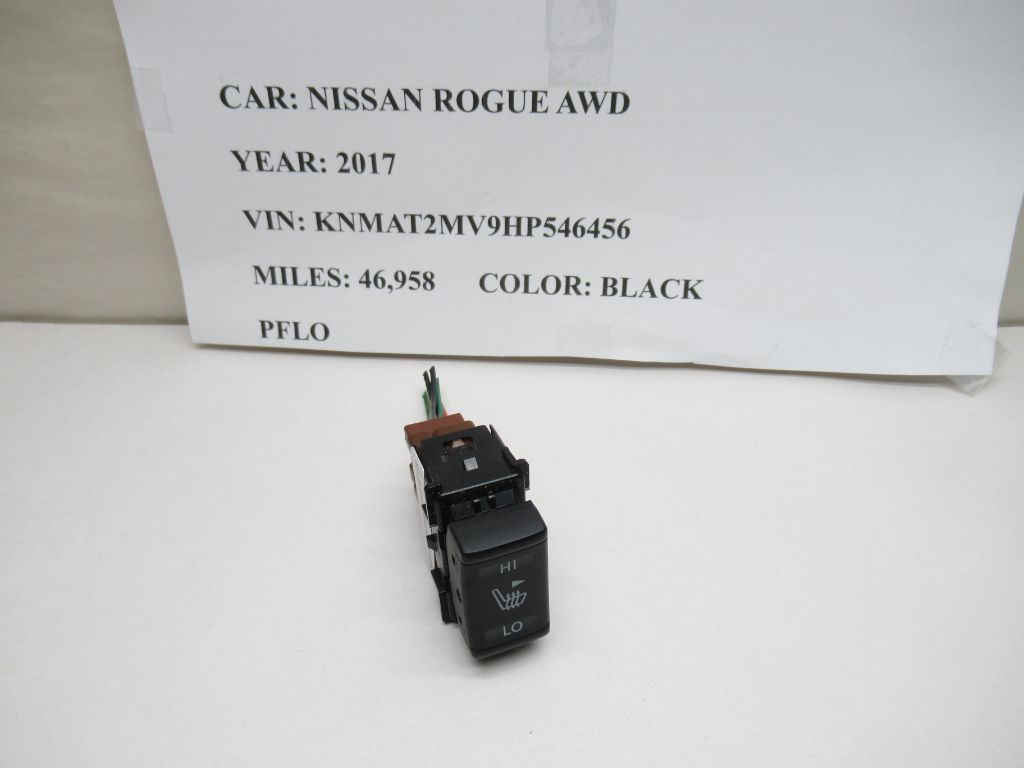 CAR: NISSAN ROGUE AWD
YEAR: 2017
VIN: KNMAT2MV9HP546456
MILES: 46,958 COLOR: BLACK
PFLO
HI
LO